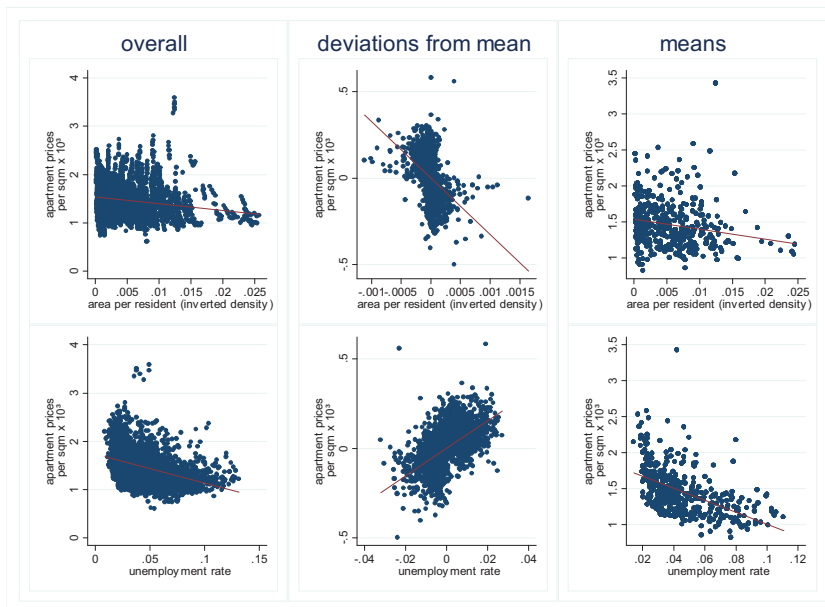 overall
deviations from mean
means
apartment prices
per sqm x 10³
4
3
2
1
0
0
.005
.01
.015
.02
.025
area per resident (inverted density)
apartment prices
per sqm x 10³
.5
0
-.5
-.001
-.0005
0
.0005
.001
.0015
area per resident (inverted density)
apartment prices
per sqm x 10³
3.5
3
2.5
2
1.5
1
0
.005
.01
.015
.02
.025
area per resident (inverted density)
apartment prices
per sqm x 10³
4
3
2
1
0
0
.05
.1
.15
unemployment rate
apartment prices
per sqm x 10³
.5
0
-.5
-.04
-.02
0
.02
.04
unemployment rate
apartment prices
per sqm x 10³
3.5
3
2.5
2
1.5
1
.02
.04
.06
.08
.1
.12
unemployment rate